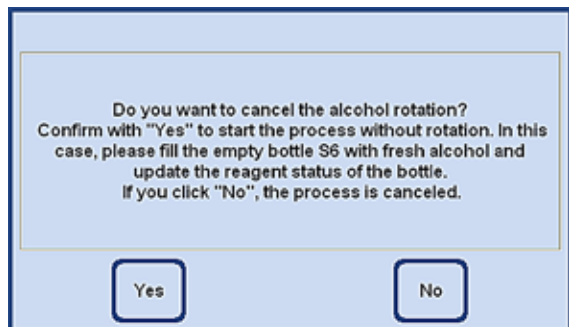 Do you want to cancel the alcohol rotation?
Confirm with "Yes" to start the process without rotation. In this
case, please fill the empty bottle S6 with fresh alcohol and
update the reagent status of the bottle.
If you click "No", the process is canceled.
Yes
No